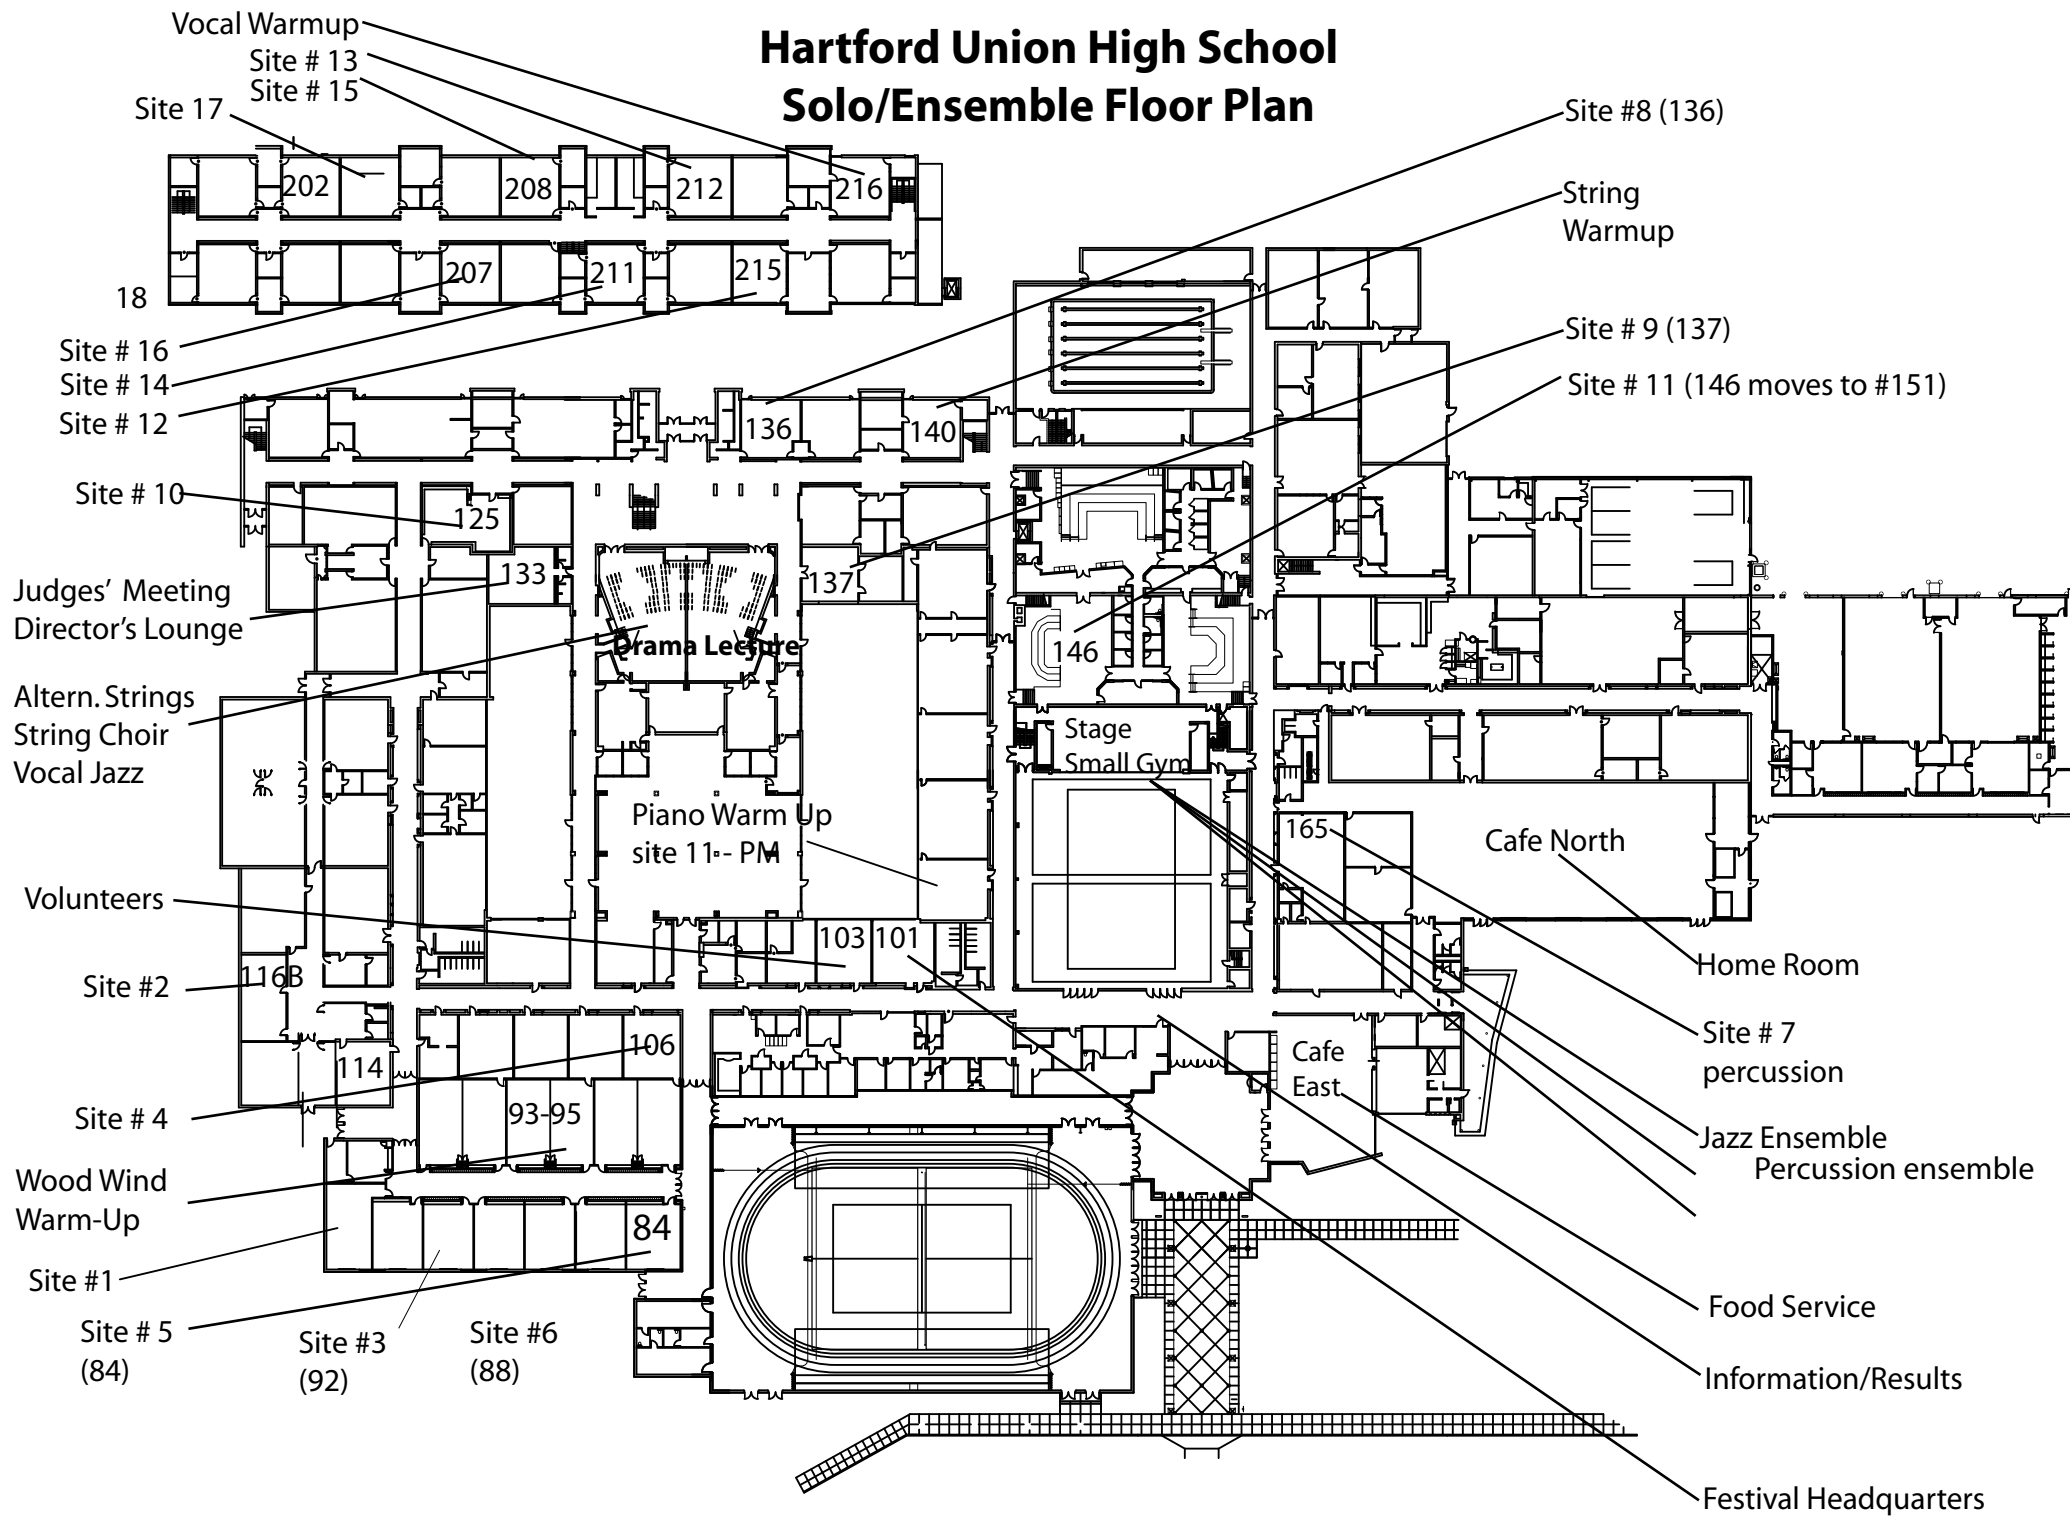 Hartford Union High School
Solo/Ensemble Floor Plan
Vocal Warmup
Site # 13
Site # 15
Site 17
202
208
212
216
207
211
215
18
Site # 16
Site # 14
Site # 12
Site #8 (136)
String
Warmup
Site # 9 (137)
Site # 11 (146 moves to #151)
136
140
Site # 10
125
133
137
Judges’ Meeting
Director's Lounge
Drama Lecture
146
Altern. Strings
String Choir
Vocal Jazz
Stage
Small Gym
Piano Warm Up
site 11 - PM
165
Cafe North
Volunteers
103
101
Home Room
Site #2
116B
114
106
Cafe
East
Site # 7
percussion
Site # 4
93-95
Jazz Ensemble
Percussion ensemble
Wood Wind
Warm-Up
84
Site #1
Site # 5
(84)
Site #3
(92)
Site #6
(88)
Food Service
Information/Results
Festival Headquarters